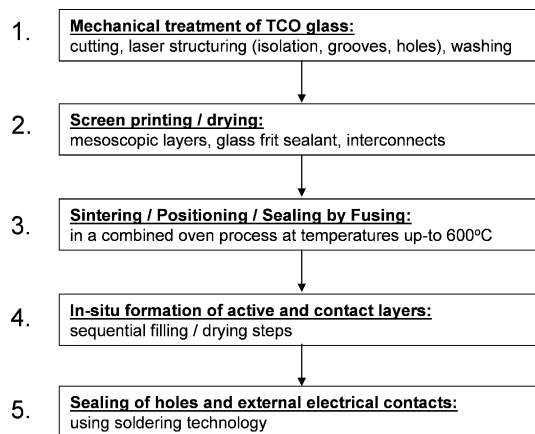 1. Mechanical treatment of TCO glass:
cutting, laser structuring (isolation, grooves, holes), washing
2. Screen printing / drying:
mesoscopic layers, glass frit sealant, interconnects
3. Sintering / Positioning / Sealing by Fusing:
in a combined oven process at temperatures up-to 600ºC
4. In-situ formation of active and contact layers:
sequential filling / drying steps
5. Sealing of holes and external electrical contacts:
using soldering technology